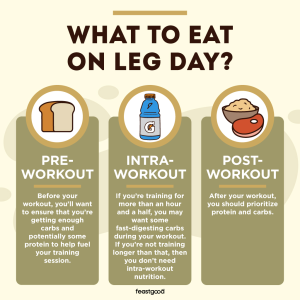 WHAT TO EAT
ON LEG DAY?
PRE-
WORKOUT
Before your
workout, you'll want
to ensure that you're
getting enough
carbs and
potentially some
protein to help fuel
your training
session.
INTRA-
WORKOUT
If you're training for
more than an hour
and a half, you may
want some
fast-digesting carbs
during your workout.
If you're not training
longer than that, then
you don't need
intra-workout
nutrition.
POST-
WORKOUT
After your workout,
you should prioritize
protein and carbs.
feastgood